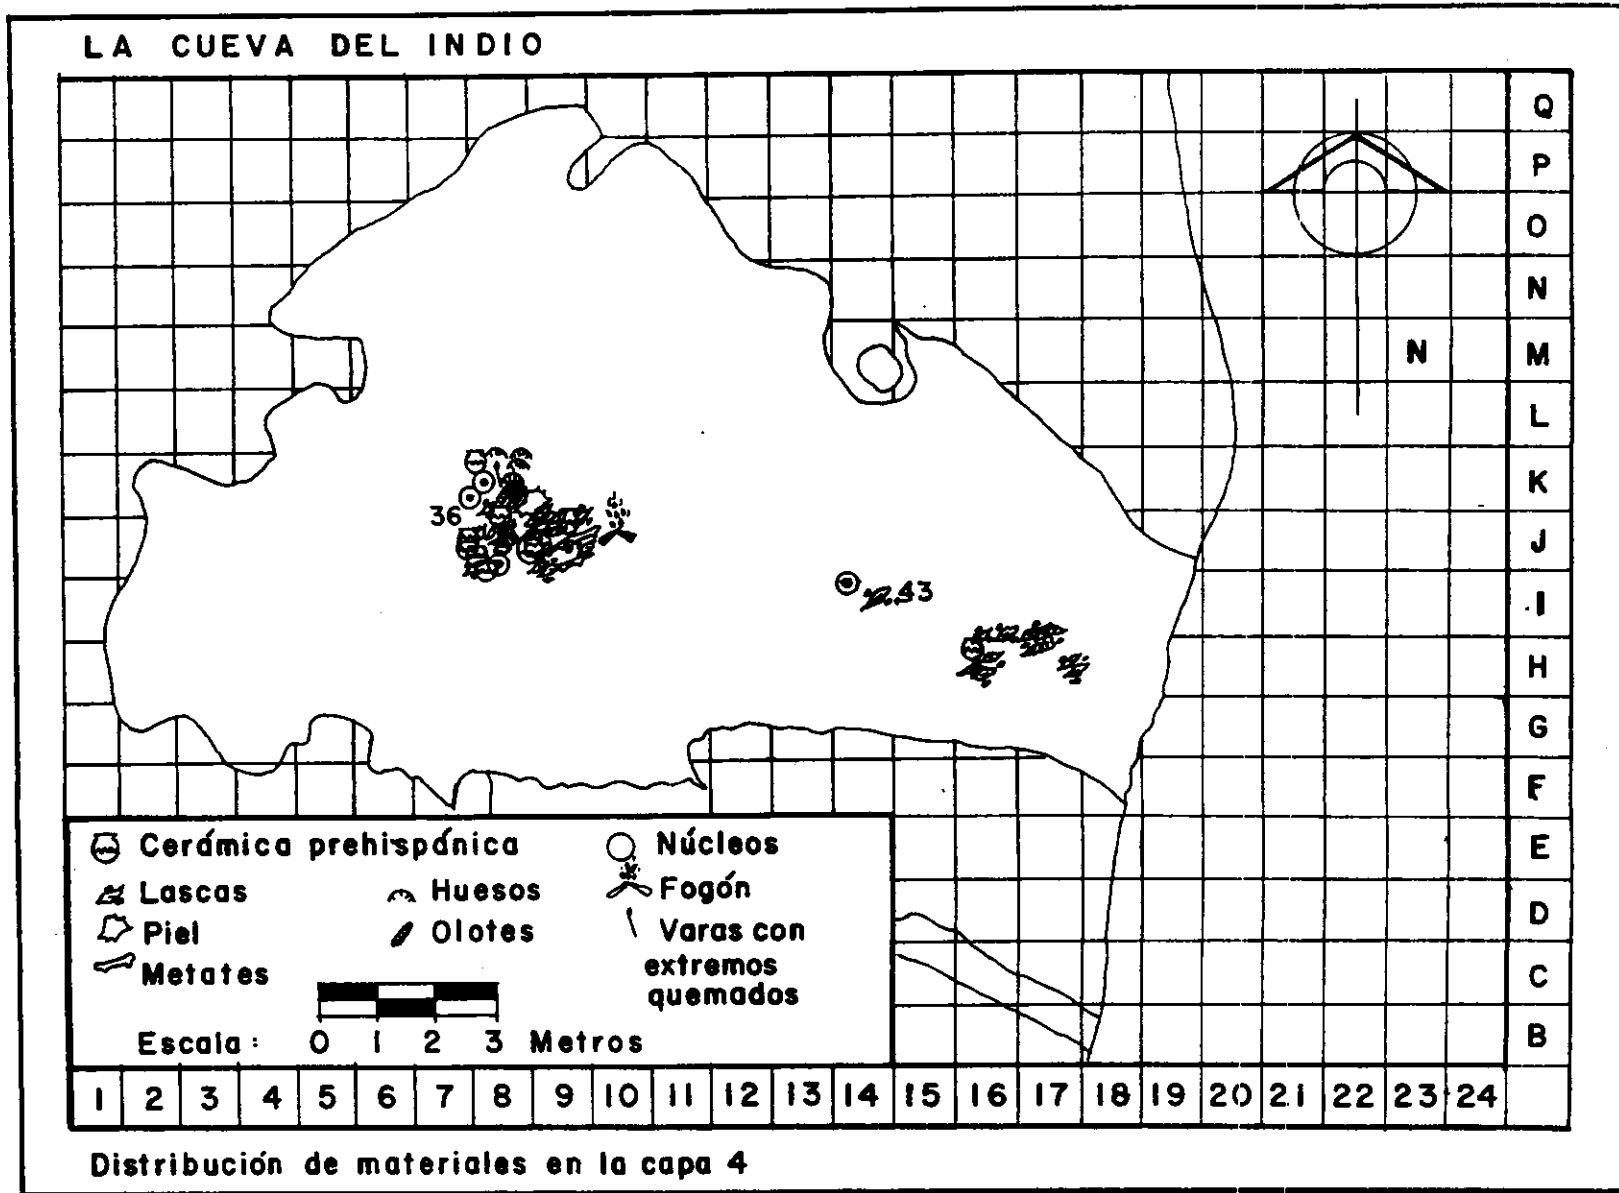 LA CUEVA DEL INDIO
Q
P
O
N
N M
L
K
36
J
43 I
H
G
F
Cerámica prehispánica Núcleos
E
Lascas Huesos Fogón
D
Piel Olotes Varas con
Metates extremos
C
quemados
Escala: 0 1 2 3 Metros
B
1 2 3 4 5 6 7 8 9 10 11 12 13 14 15 16 17 18 19 20 21 22 23 24
Distribución de materiales en la capa 4